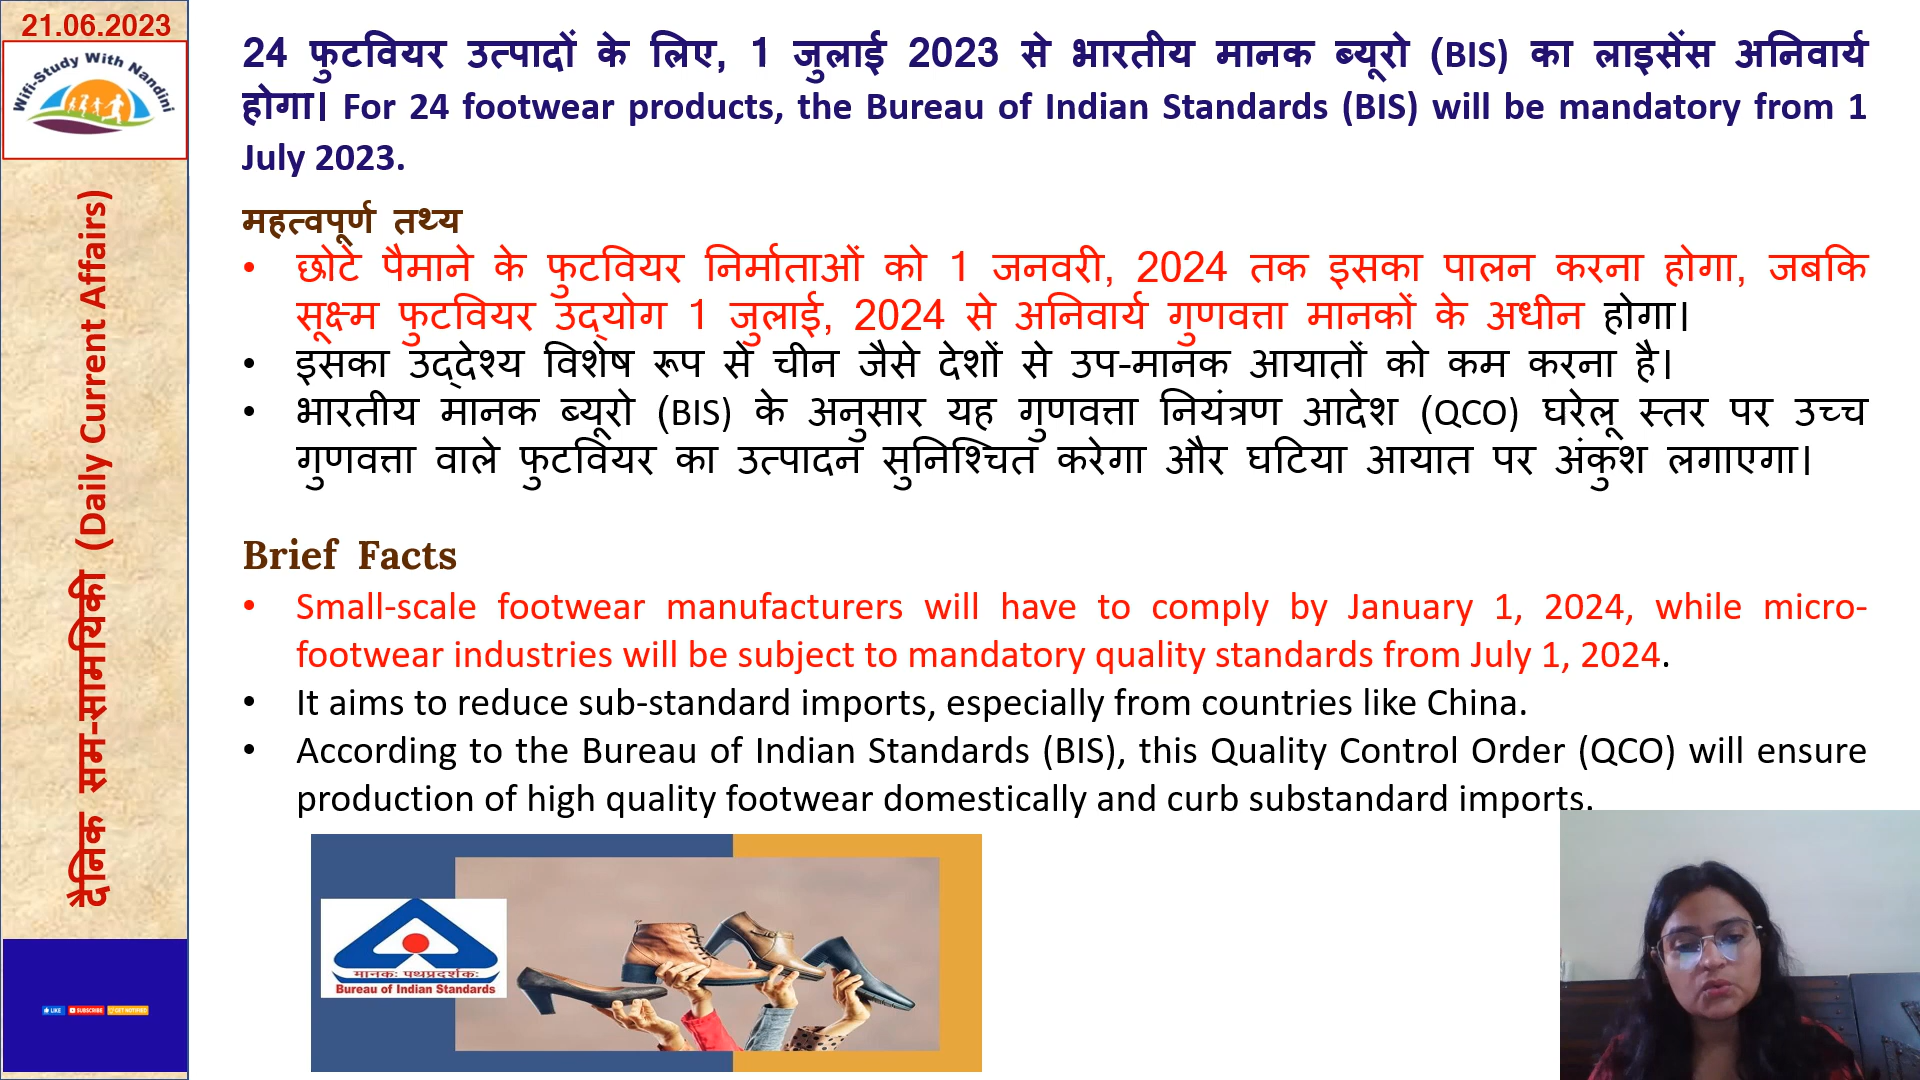 21.06.2023
Wifi-Study With Nandini
दैनिक सम-सामयिकी (Daily Current Affairs)
LIKE SUBSCRIBE GET NOTIFIED
24 फुटवियर उत्पादों के लिए, 1 जुलाई 2023 से भारतीय मानक ब्यूरो (BIS) का लाइसेंस अनिवार्य
होगा। For 24 footwear products, the Bureau of Indian Standards (BIS) will be mandatory from 1
July 2023.
महत्वपूर्ण तथ्य
• छोटे पैमाने के फुटवियर निर्माताओं को 1 जनवरी, 2024 तक इसका पालन करना होगा, जबकि
सूक्ष्म फुटवियर उद्योग 1 जुलाई, 2024 से अनिवार्य गुणवत्ता मानकों के अधीन होगा।
• इसका उद्देश्य विशेष रूप से चीन जैसे देशों से उप-मानक आयातों को कम करना है।
• भारतीय मानक ब्यूरो (BIS) के अनुसार यह गुणवत्ता नियंत्रण आदेश (QCO) घरेलू स्तर पर उच्च
गुणवत्ता वाले फुटवियर का उत्पादन सुनिश्चित करेगा और घटिया आयात पर अंकुश लगाएगा।
Brief Facts
• Small-scale footwear manufacturers will have to comply by January 1, 2024, while micro-
footwear industries will be subject to mandatory quality standards from July 1, 2024.
• It aims to reduce sub-standard imports, especially from countries like China.
• According to the Bureau of Indian Standards (BIS), this Quality Control Order (QCO) will ensure
production of high quality footwear domestically and curb substandard imports.
मानकः पथप्रदर्शकः
Bureau of Indian Standards